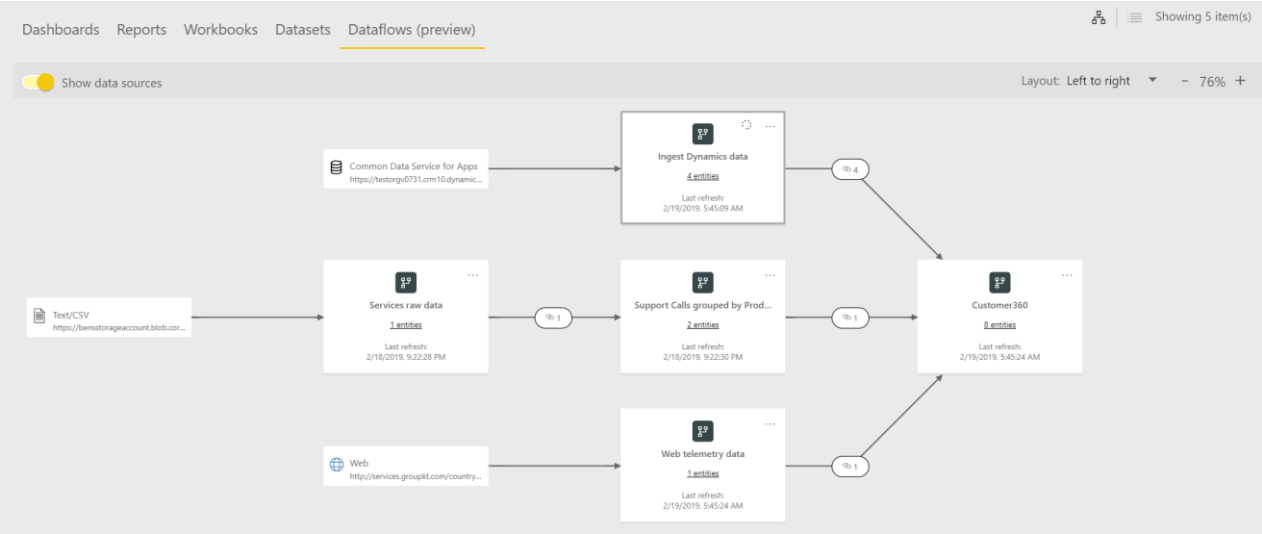 Dashboards Reports Workbooks Datasets Dataflows (preview)
Showing 5 item(s)
Show data sources
Layout: Left to right - 76% +
Ingest Dynamics data
4 entities
Last refresh:
2/19/2019, 5:45:09 AM
Common Data Service for Apps
https://testorgv0731.crm10.dynamic...
4
Text/CSV
https://bensstorageaccount.blob.cor...
Services raw data
1 entities
Last refresh:
2/18/2019, 9:22:28 PM
1
Support Calls grouped by Prod...
2 entities
Last refresh:
2/18/2019, 9:22:30 PM
1
Customer360
8 entities
Last refresh:
2/19/2019, 5:45:24 AM
Web
http://services.groupkt.com/country...
Web telemetry data
1 entities
Last refresh:
2/19/2019, 5:45:24 AM
1